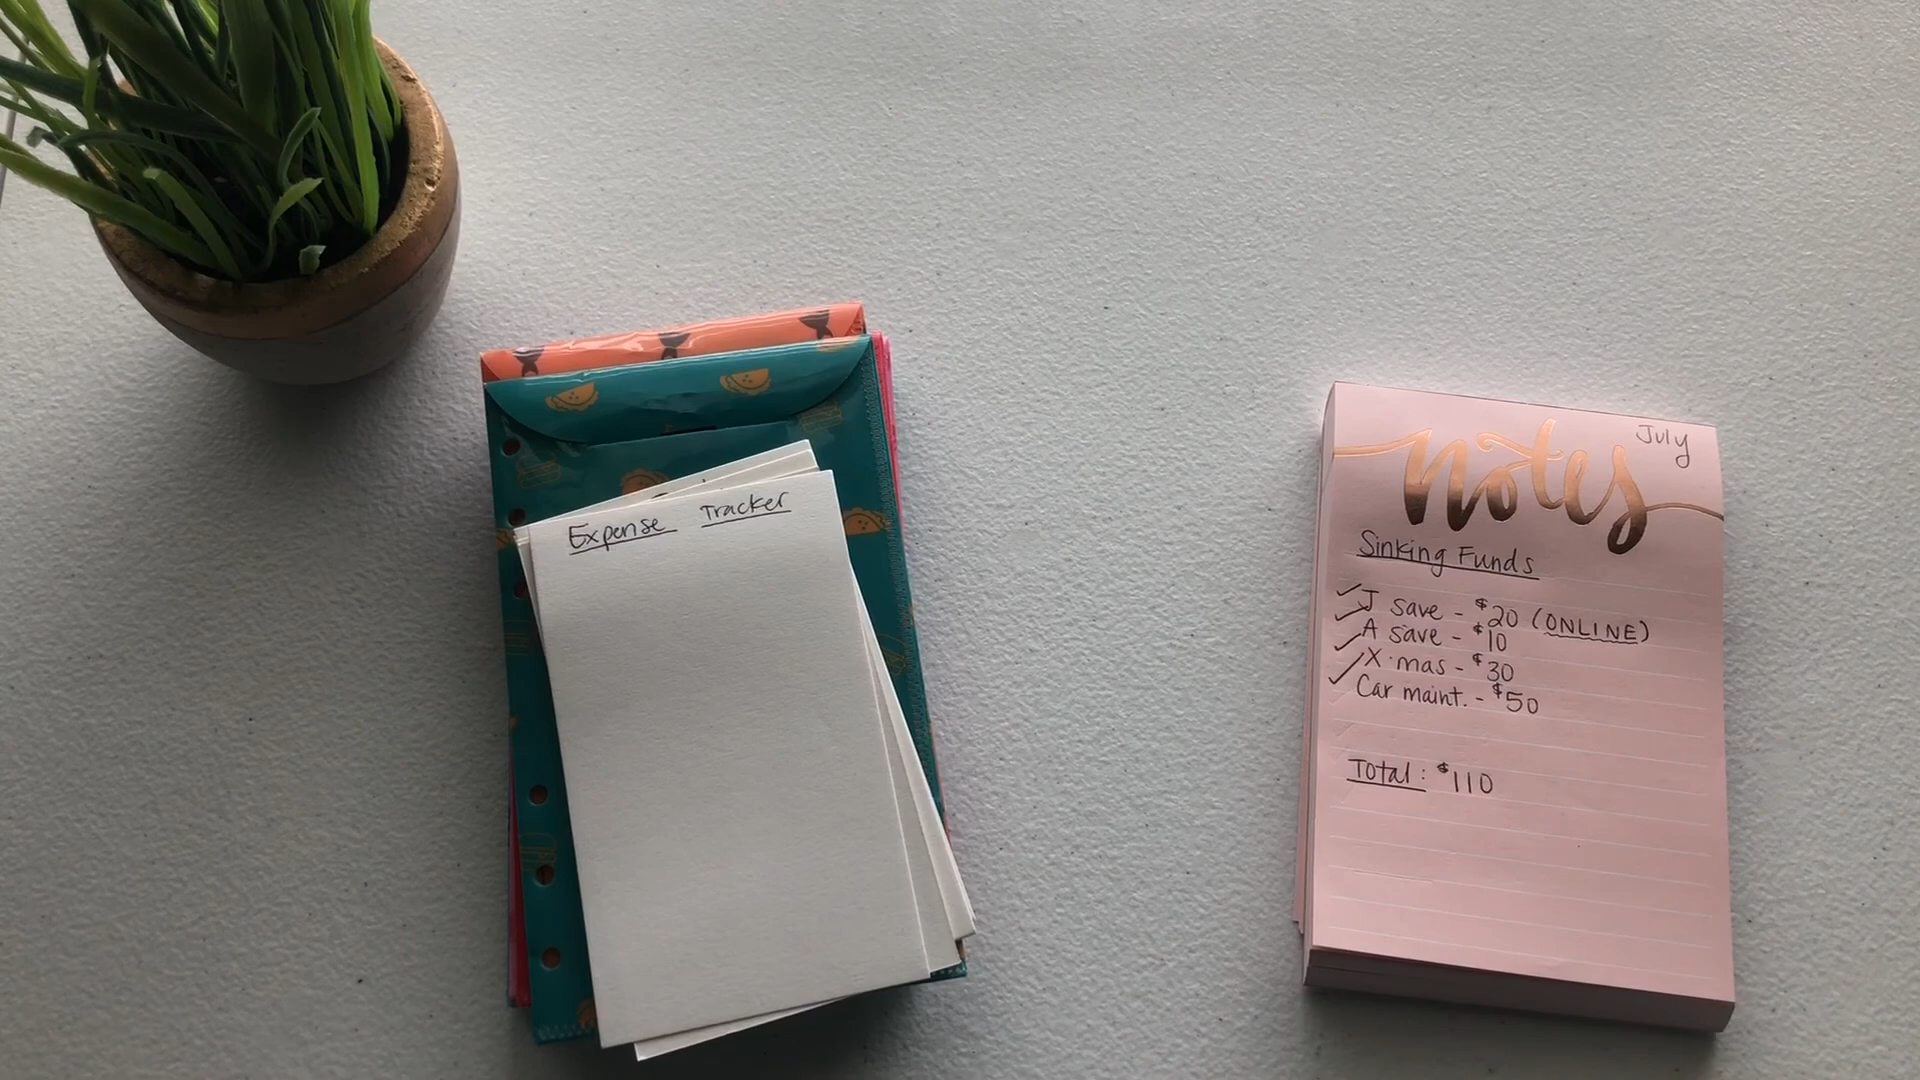 Expense Tracker
July
notes
Sinking Funds
✓ J save - $20 (ONLINE)
✓ A save - $10
✓ X·mas - $30
✓ Car maint. - $50
Total: $110